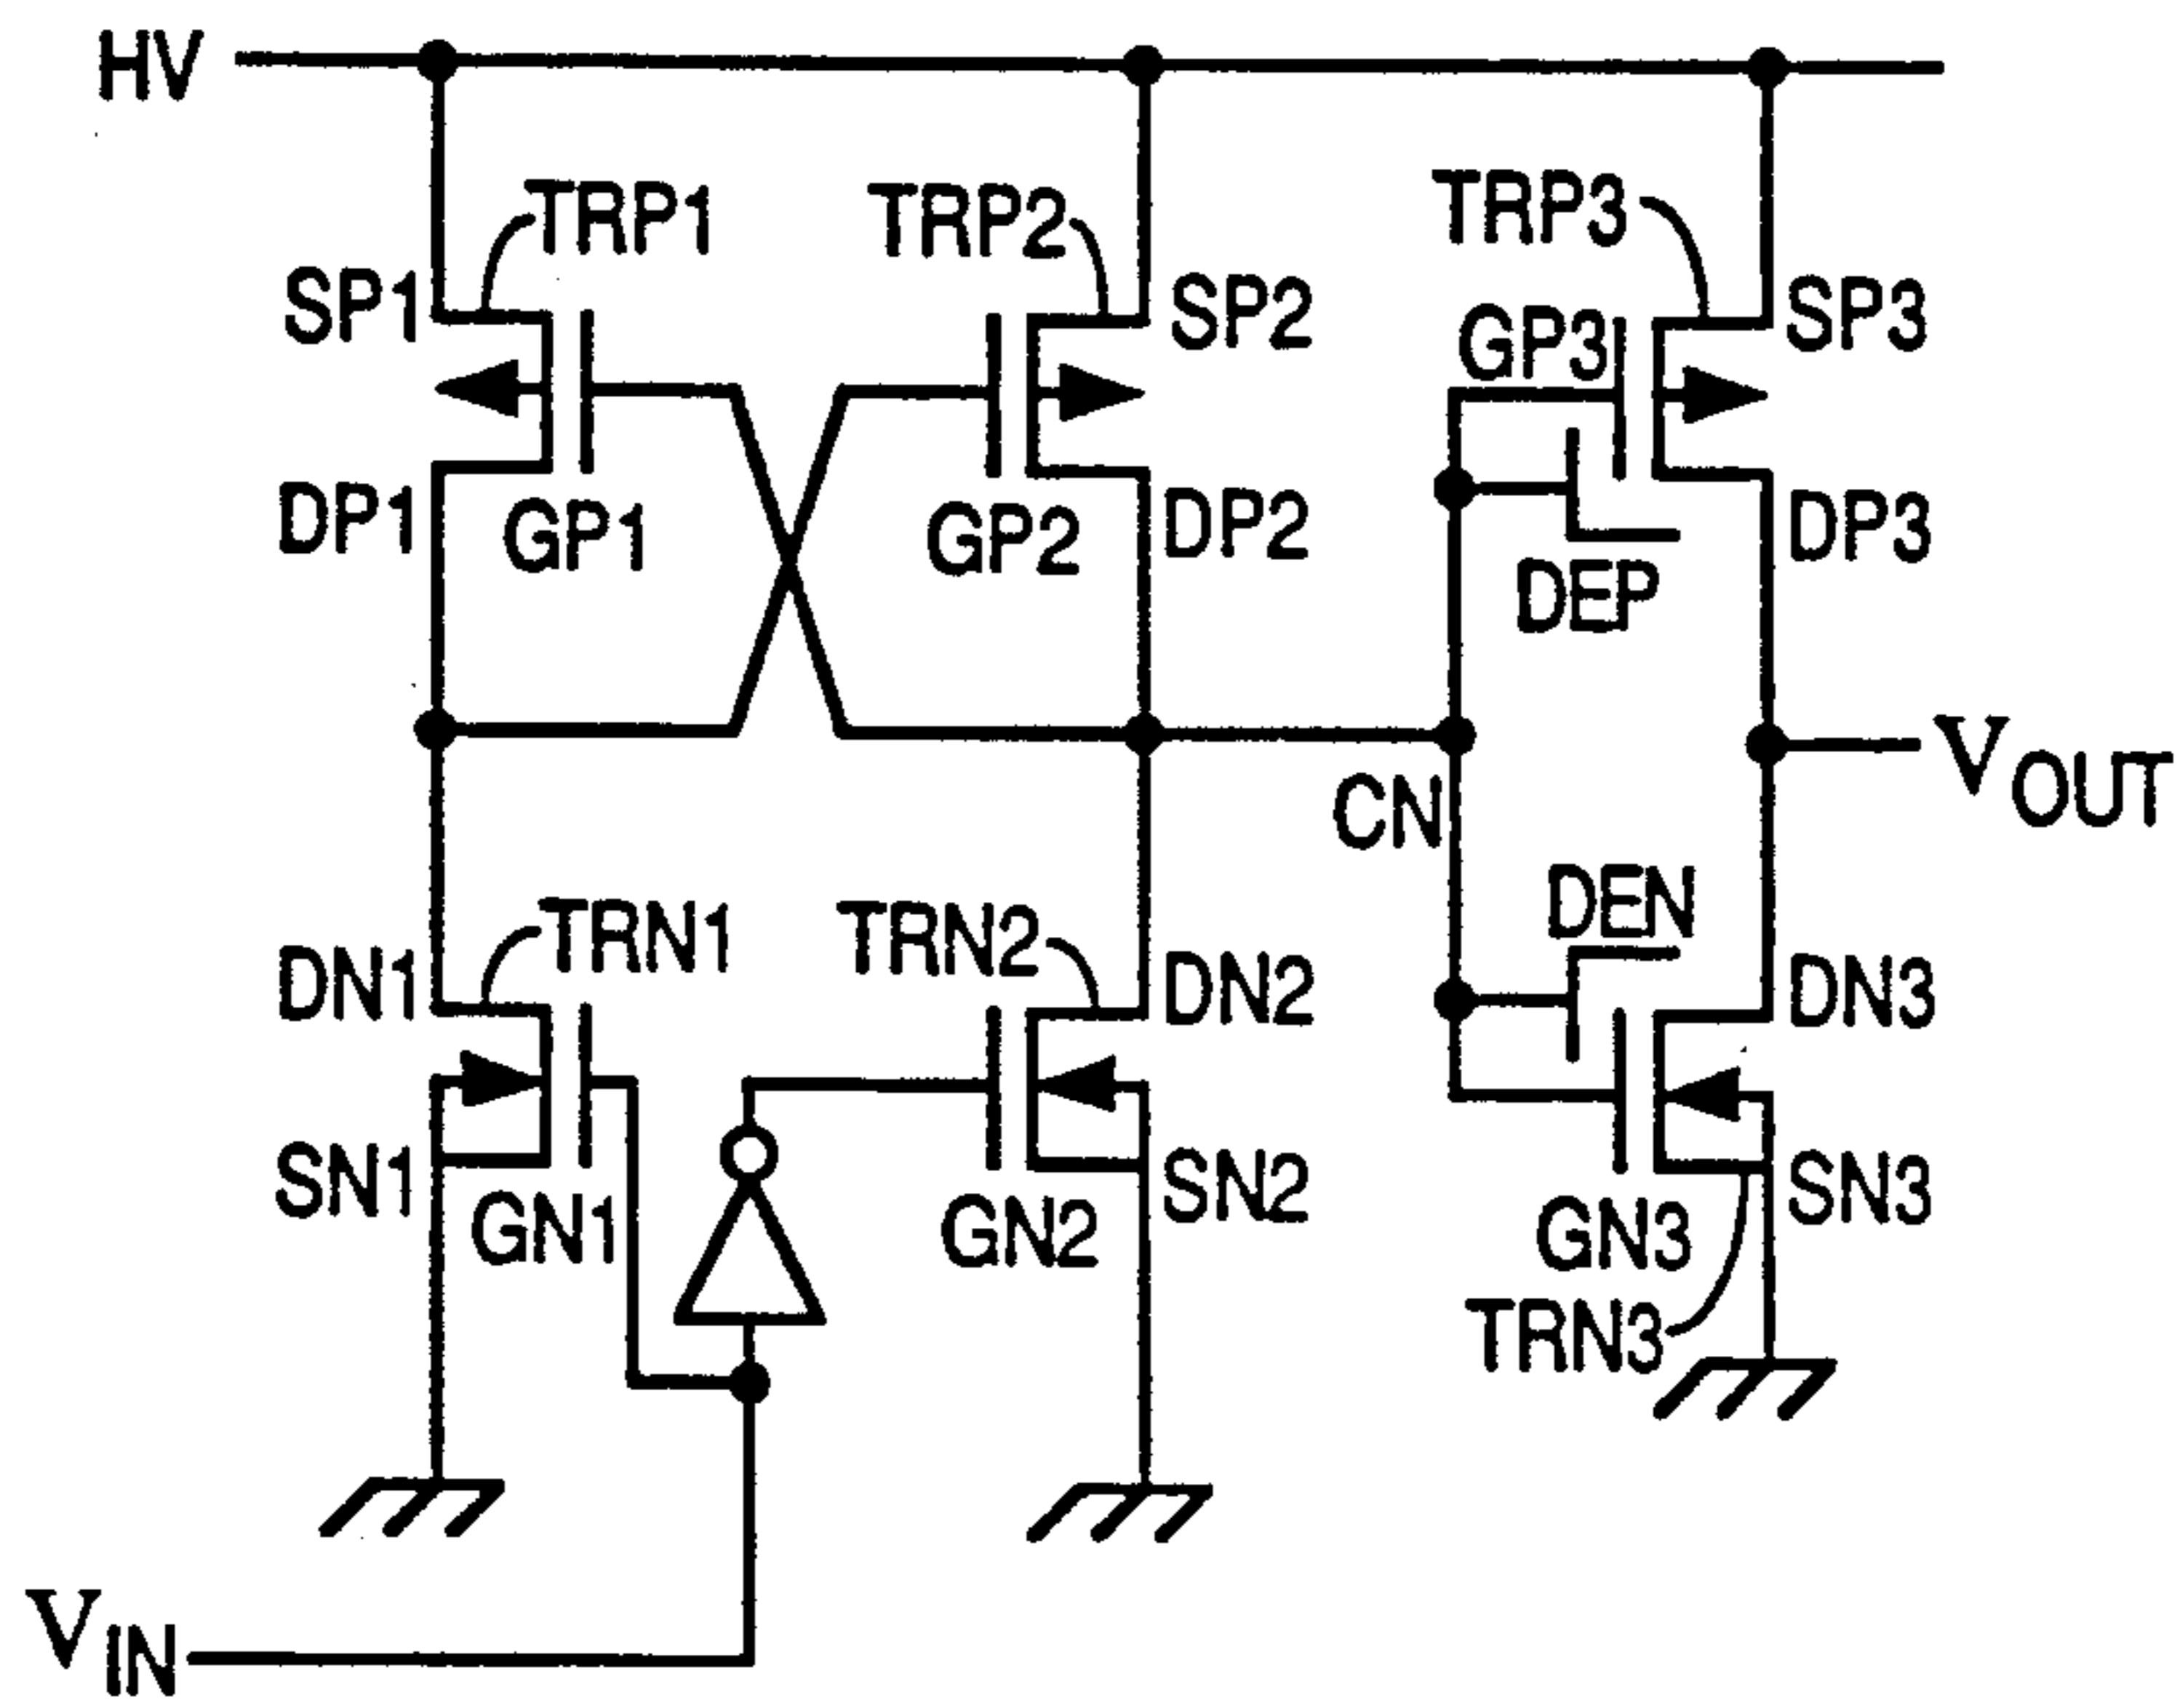 HV
TRP1
TRP2
TRP3
SP1
SP2
GP3
SP3
DP1
GP1
GP2
DP2
DP3
DEP
VOUT
CN
DEN
TRN1
TRN2
DN1
DN2
DN3
SN1
GN1
GN2
SN2
GN3
SN3
TRN3
VIN